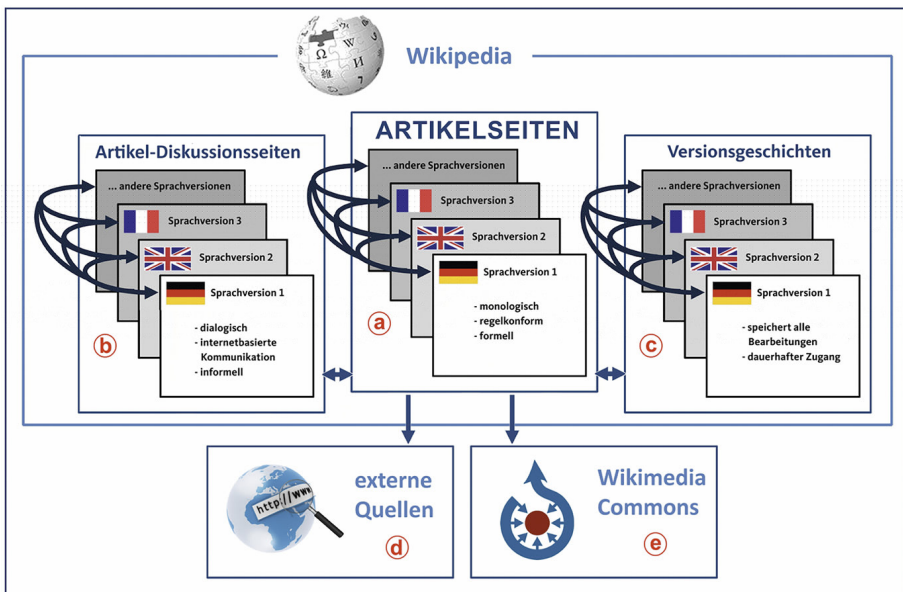 Wikipedia
Ω
W
И
維
7
Artikel-Diskussionsseiten
... andere Sprachversionen
Sprachversion 3
Sprachversion 2
Sprachversion 1
- dialogisch
- internetbasierte
Kommunikation
- informell
b
ARTIKELSEITEN
... andere Sprachversionen
Sprachversion 3
Sprachversion 2
Sprachversion 1
- monologisch
- regelkonform
- formell
a
Versionsgeschichten
... andere Sprachversionen
Sprachversion 3
Sprachversion 2
Sprachversion 1
- speichert alle
Bearbeitungen
- dauerhafter Zugang
c
http://www
externe
Quellen
d
Wikimedia
Commons
e